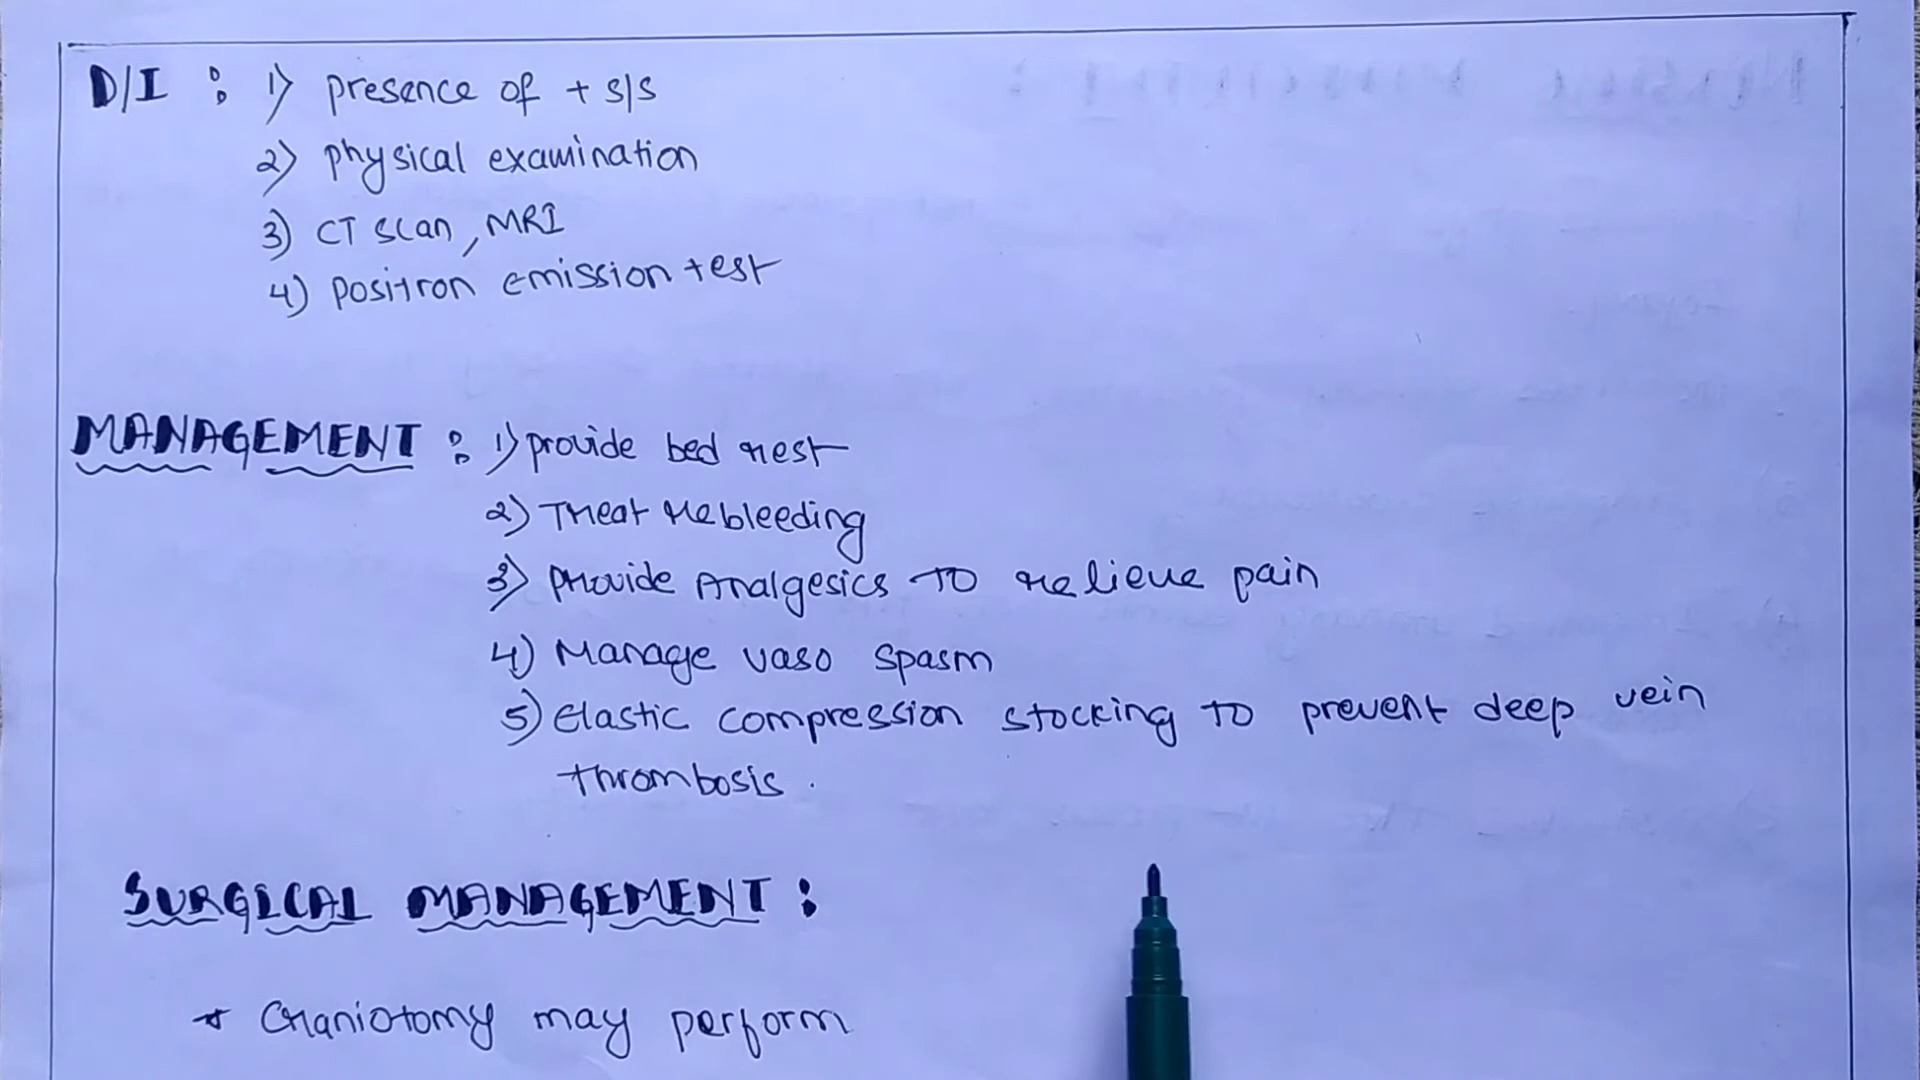 D/I : 1) presence of + s/s
2) physical examination
3) CT scan, MRI
4) positron emission test
MANAGEMENT : 1) provide bed rest
2) Treat rebleeding
3) provide Analgesics TO relieve pain
4) Manage vaso spasm
5) Elastic compression stocking TO prevent deep vein
thrombosis .
SURGICAL MANAGEMENT :
* Craniotomy may perform